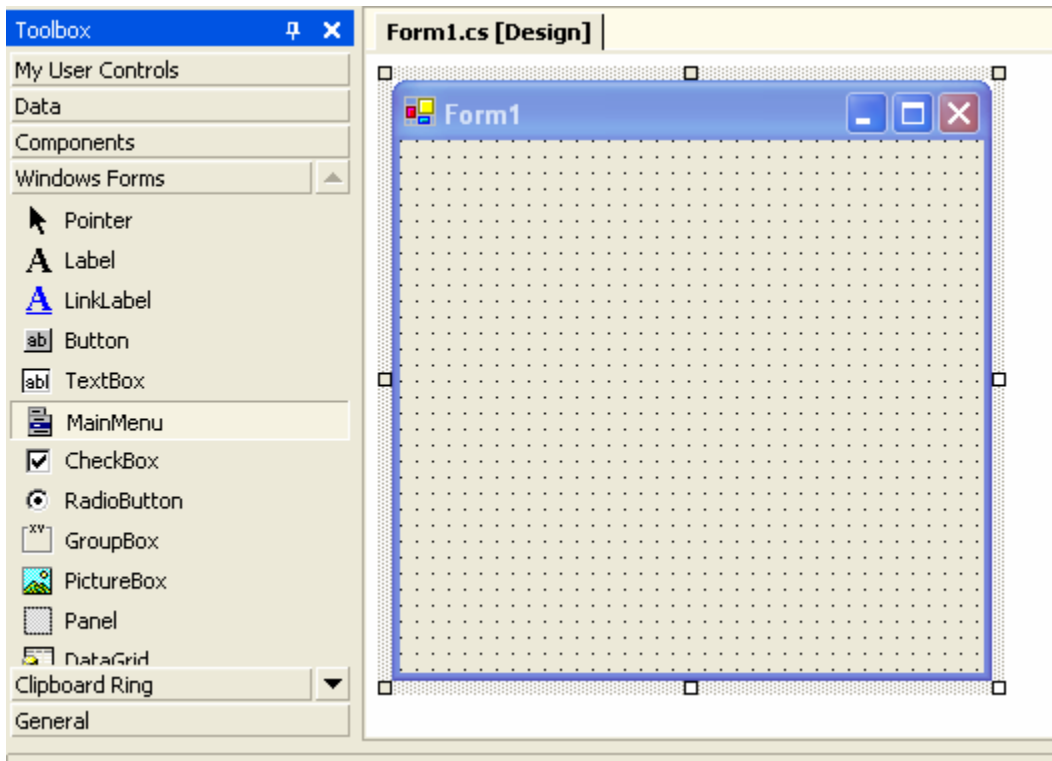 Toolbox
My User Controls
Data
Components
Windows Forms
Pointer
A Label
A LinkLabel
ab Button
abl TextBox
MainMenu
CheckBox
RadioButton
XY GroupBox
PictureBox
Panel
DataGrid
Clipboard Ring
General
Form1.cs [Design]
Form1